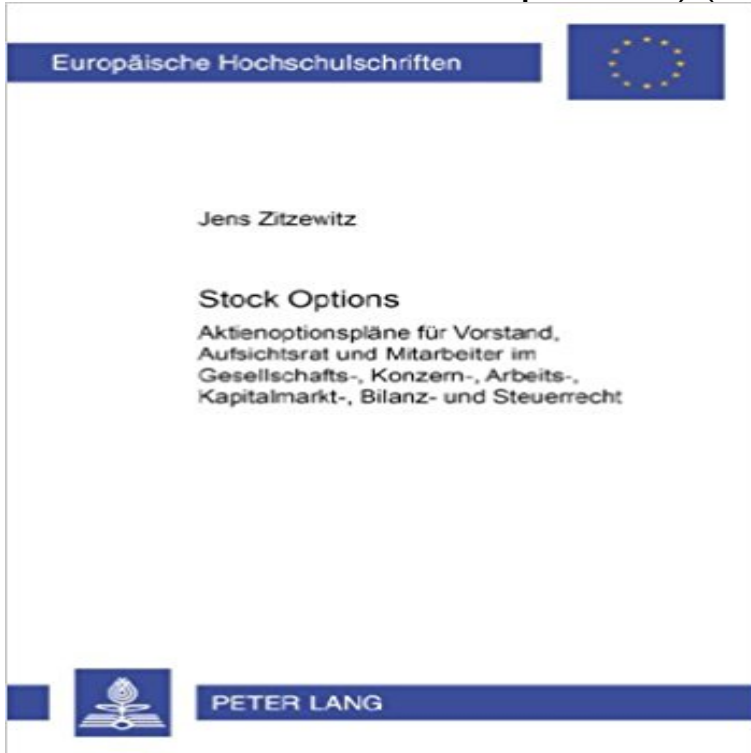 Europäische Hochschulschriften
Jens Zitzewitz
Stock Options
Aktienoptionspläne für Vorstand,
Aufsichtsrat und Mitarbeiter im
Gesellschafts-, Konzern-, Arbeits-,
Kapitalmarkt-, Bilanz- und Steuerrecht
PETER LANG